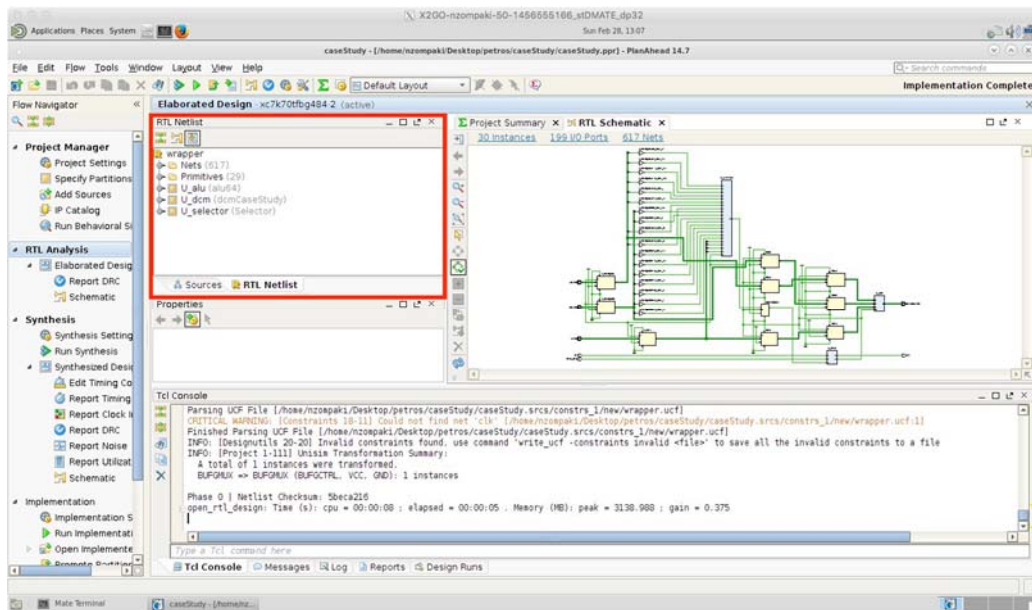 X2GO-nzompaki-50-1456555166_stDMATE_dp32
Applications Places System
Sun Feb 28, 13:07
caseStudy - [/home/nzompaki/Desktop/petros/caseStudy/caseStudy.ppr] - PlanAhead 14.7
File Edit Flow Tools Window Layout View Help
Search commands
Default Layout
Implementation Complete
Flow Navigator
Elaborated Design - xc7k70tfbg484-2 (active)
RTL Netlist
Project Summary
RTL Schematic
30 Instances 199 I/O Ports 617 Nets
wrapper
Nets (617)
Primitives (29)
U_alu (alu64)
U_dcm (dcmCaseStudy)
U_selector (Selector)
Sources
RTL Netlist
Properties
Project Manager
Project Settings
Specify Partitions
Add Sources
IP Catalog
Run Behavioral Si
RTL Analysis
Elaborated Desig
Report DRC
Schematic
Synthesis
Synthesis Setting
Run Synthesis
Synthesized Desig
Edit Timing Co
Report Timing
Report Clock I
Report DRC
Report Noise
Report Utilizat
Schematic
Implementation
Implementation S
Run Implementati
Open Implemente
Promote Partition
Tcl Console
Parsing UCF File [/home/nzompaki/Desktop/petros/caseStudy/caseStudy.srcs/constrs_1/new/wrapper.ucf]
CRITICAL WARNING: [Constraints 18-11] Could not find net 'clk' [/home/nzompaki/Desktop/petros/caseStudy/caseStudy.srcs/constrs_1/new/wrapper.ucf:1]
Finished Parsing UCF File [/home/nzompaki/Desktop/petros/caseStudy/caseStudy.srcs/constrs_1/new/wrapper.ucf]
INFO: [Designutils 20-20] Invalid constraints found, use command 'write_ucf -constraints invalid <file>' to save all the invalid constraints to a file
INFO: [Project 1-111] Unisim Transformation Summary:
A total of 1 instances were transformed.
BUFGMUX => BUFGMUX (BUFGCTRL, VCC, GND): 1 instances
Phase 0 | Netlist Checksum: 5beca216
open_rtl_design: Time (s): cpu = 00:00:08 ; elapsed = 00:00:05 . Memory (MB): peak = 3138.988 ; gain = 0.375
Type a Tcl command here
Tcl Console
Messages
Log
Reports
Design Runs
Mate Terminal
caseStudy - [/home/nz...